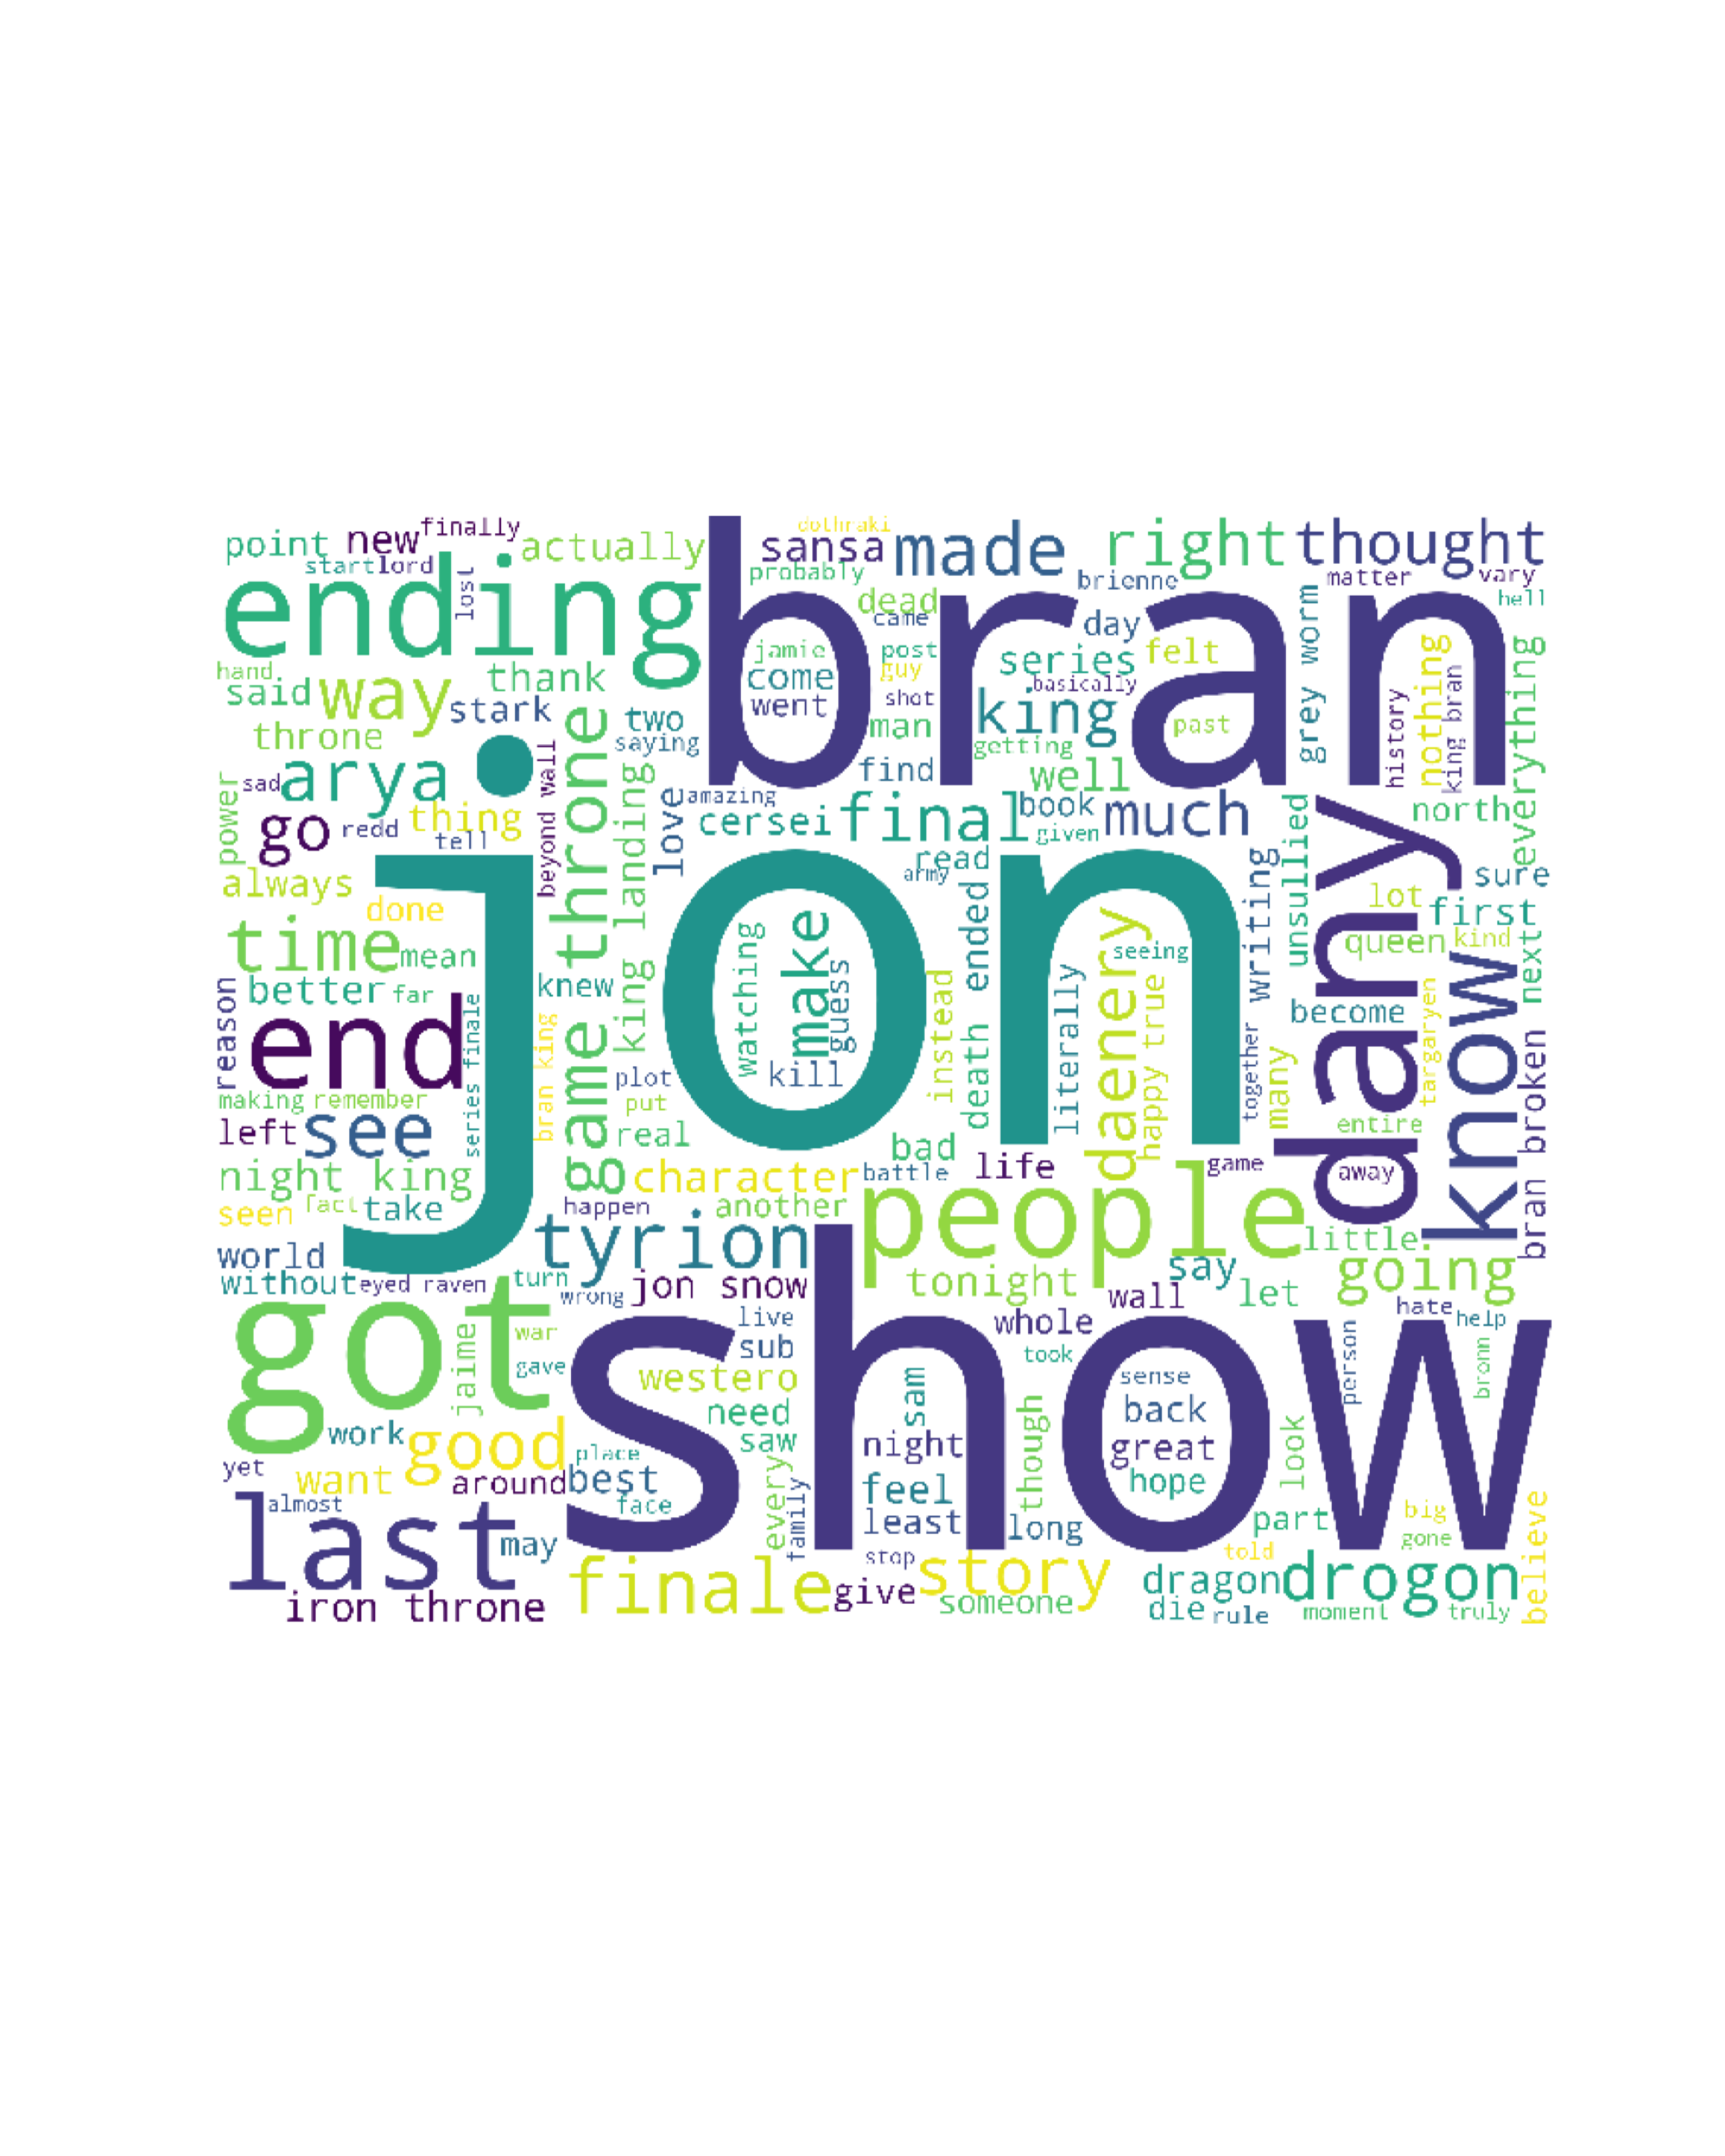 point
new
finally
actually
dothraki
sansa
made
right
thought
start
lord
lost
probably
brienne
matter
vary
ending
bran
dead
came
day
hell
hand
said
way
thank
stark
jamie
come
went
post
guy
shot
series
felt
basically
king
grey worm
history
nothing
king bran
everything
throne
two
saying
man
getting
past
arya
find
well
power
sad
go
redd
thing
tell
beyond wall
game throne
king landing
love
amazing
cersei
final
book
given
much
north
always
done
read
army
unsullied
dany
sure
lot
first
time
mean
jon
watching
make
guess
ended
seeing
writing
queen
kind
know
next
better
far
knew
instead
death
literally
daenery
happy true
together
many
become
targaryen
reason
end
series finale
bran king
plot
kill
put
making
remember
entire
left
see
real
bad
bran broken
night king
character
battle
life
game
away
seen
fact
take
happen
another
people
little
world
tyrion
without
eyed raven
turn
wrong
jon snow
tonight
say
let
wall
going
got
show
live
sub
whole
hate
help
war
gave
jaime
westero
took
sense
person
bronn
need
sam
back
work
good
saw
night
great
though
look
yet
want
place
around
best
every
feel
hope
almost
face
family
least
long
part
big
gone
last
may
stop
told
believe
finale
give
story
someone
dragon
drogon
iron throne
die
rule
moment
truly